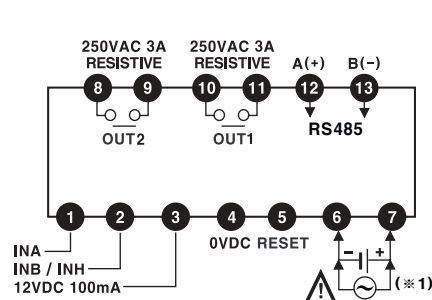 250VAC 3A 250VAC 3A
RESISTIVE RESISTIVE A(+) B(−)
8 9 10 11 12 13
OUT2 OUT1 RS485
1 2 3 4 5 6 7
INA 0VDC RESET − +
INB / INH
12VDC 100mA (※1)